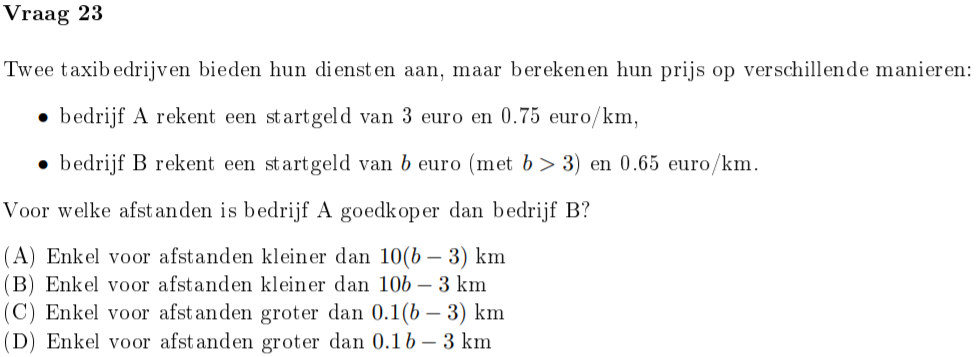 Vraag 23
Twee taxibedrijven bieden hun diensten aan, maar berekenen hun prijs op verschillende manieren:
• bedrijf A rekent een startgeld van 3 euro en 0.75 euro/km,
• bedrijf B rekent een startgeld van b euro (met b > 3) en 0.65 euro/km.
Voor welke afstanden is bedrijf A goedkoper dan bedrijf B?
(A) Enkel voor afstanden kleiner dan 10(b − 3) km
(B) Enkel voor afstanden kleiner dan 10b − 3 km
(C) Enkel voor afstanden groter dan 0.1(b − 3) km
(D) Enkel voor afstanden groter dan 0.1b − 3 km